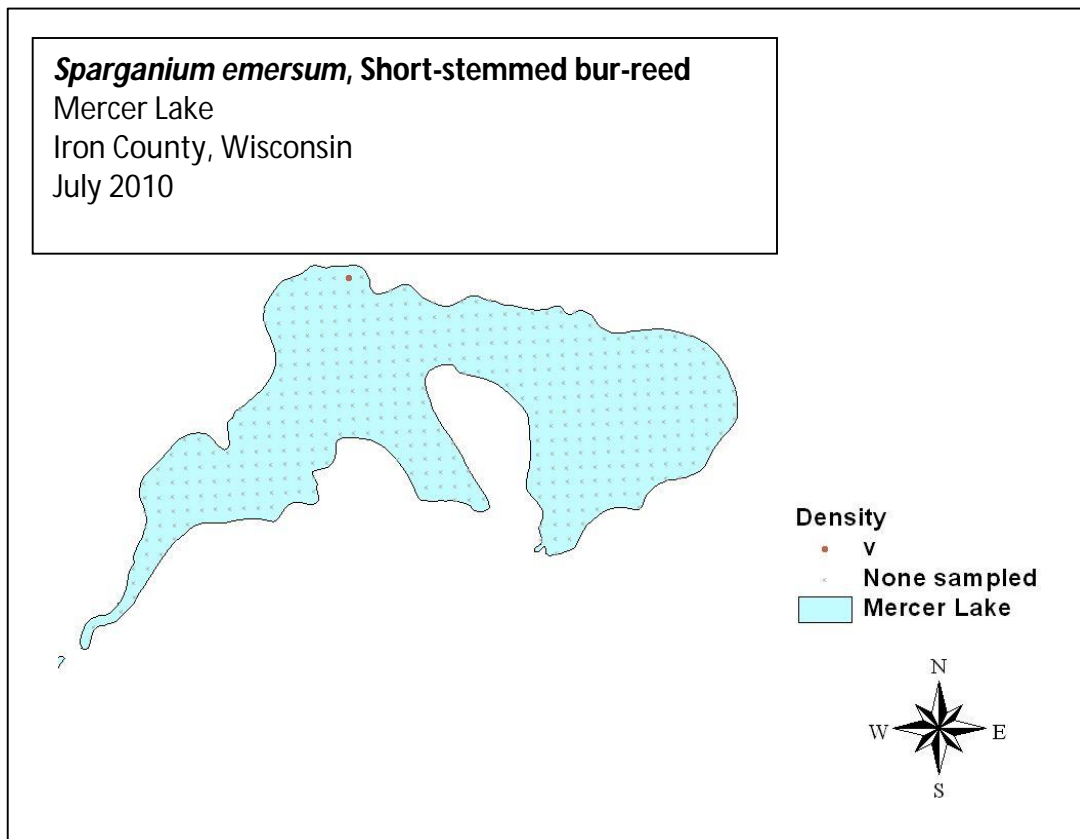 Sparganium emersum, Short-stemmed bur-reed
Mercer Lake
Iron County, Wisconsin
July 2010
Density
v
None sampled
Mercer Lake
N
W E
S